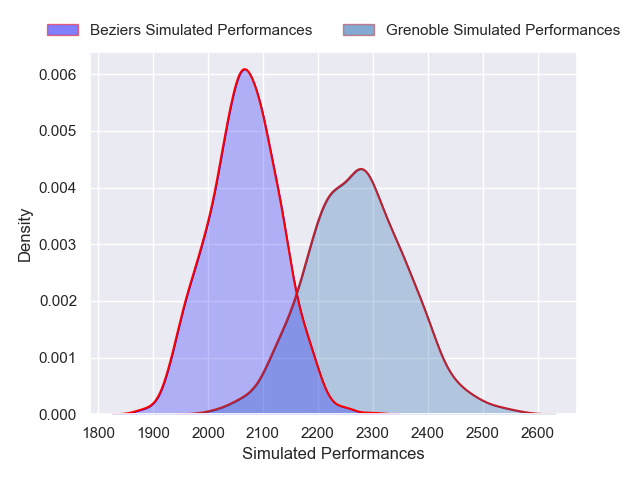 Beziers Simulated Performances Grenoble Simulated Performances
0.006
0.005
0.004
0.003
0.002
0.001
0.000
Density
1800 1900 2000 2100 2200 2300 2400 2500 2600
Simulated Performances